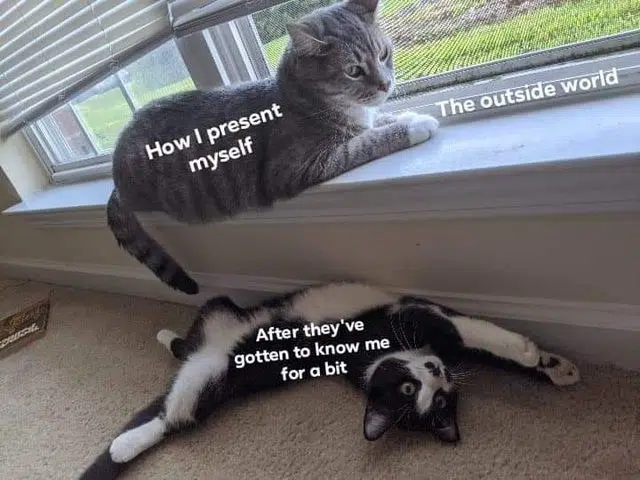 How I present
myself
The outside world
After they've
gotten to know me
for a bit